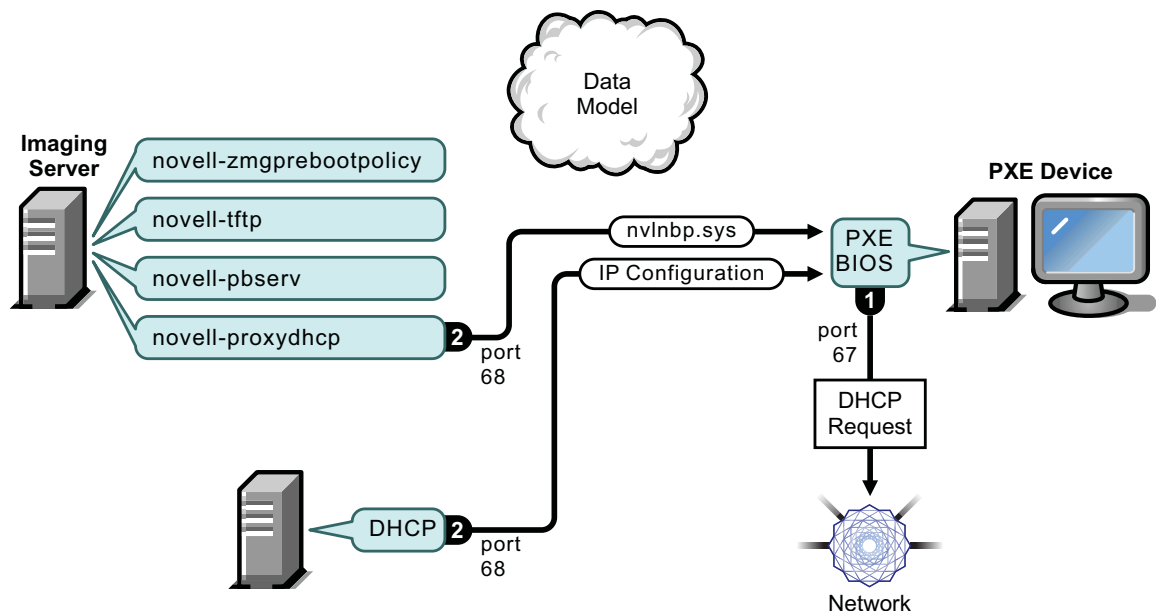 Data
Model
Imaging
Server
novell-zmgprebootpolicy
novell-tftp
novell-pbserv
novell-proxydhcp
2
port
68
nvlnbp.sys
IP Configuration
PXE
BIOS
1
port
67
PXE Device
DHCP
Request
DHCP
2
port
68
Network